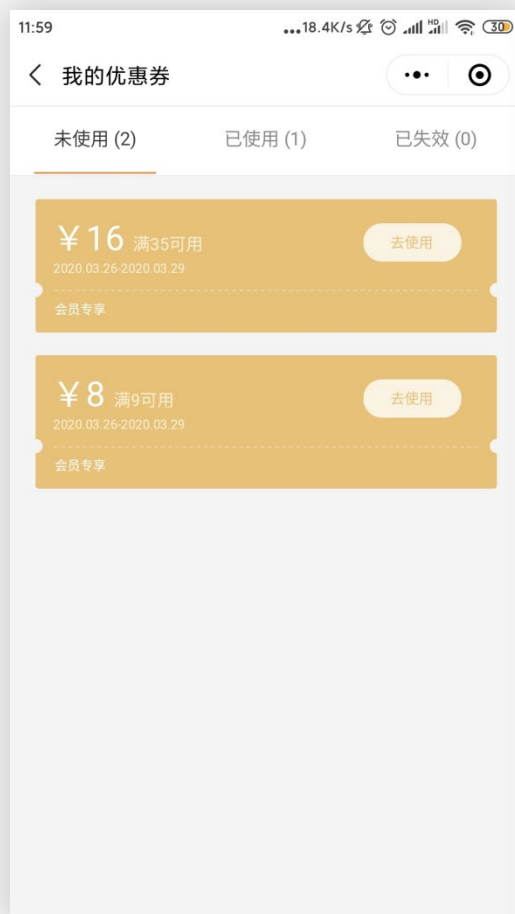 11:59 ...18.4K/s HD 30
我的优惠券
未使用 (2) 已使用 (1) 已失效 (0)
￥16 满35可用 去使用
2020.03.26-2020.03.29
会员专享
￥8 满9可用 去使用
2020.03.26-2020.03.29
会员专享